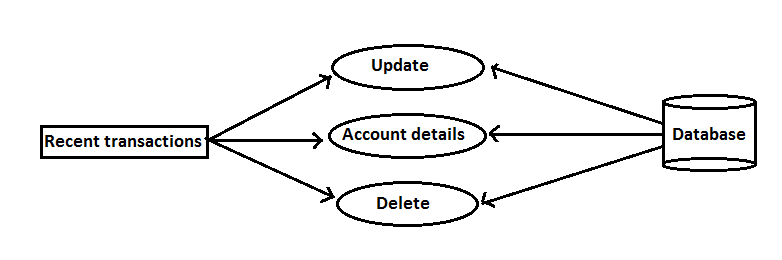 Update
Recent transactions
Account details
Database
Delete